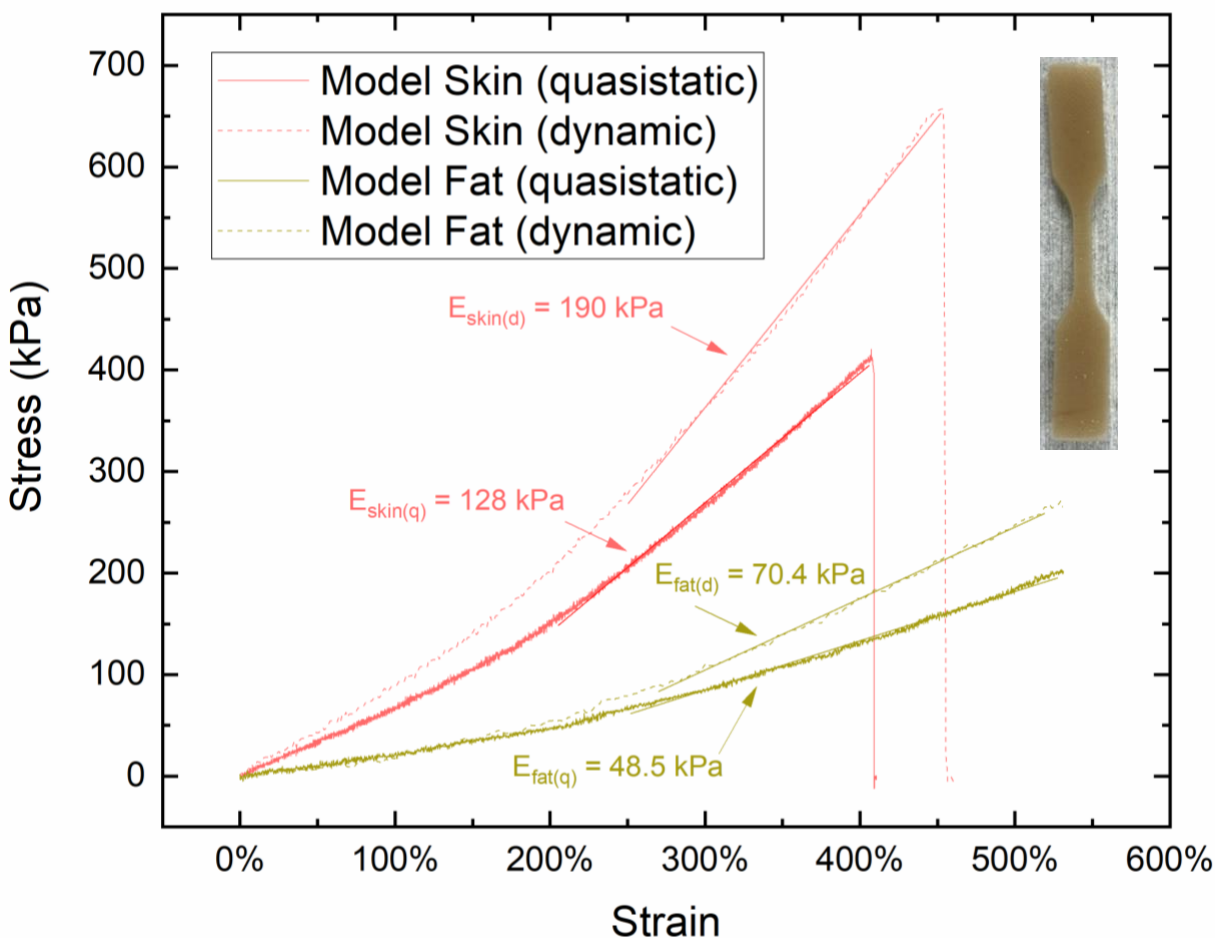 700
600
500
400
300
200
100
0
Stress (kPa)
Model Skin (quasistatic)
Model Skin (dynamic)
Model Fat (quasistatic)
Model Fat (dynamic)
Eskin(d) = 190 kPa
Eskin(q) = 128 kPa
Efat(d) = 70.4 kPa
Efat(q) = 48.5 kPa
0% 100% 200% 300% 400% 500% 600%
Strain